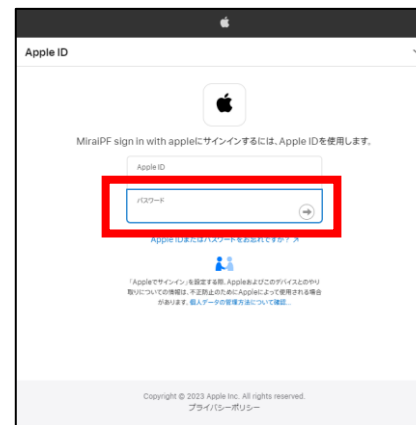 Apple ID
MiraiPF sign in with appleにサインインするには、Apple IDを使用します。
Apple ID
パスワード
Apple IDまたはパスワードをお忘れですか？ ↗
「Appleでサインイン」を設定する際、Appleおよびこのデバイスとのやり
取りについての情報は、不正防止のためにAppleによって使用される場合
があります。個人データの管理方法について確認...
Copyright © 2023 Apple Inc. All rights reserved.
プライバシーポリシー